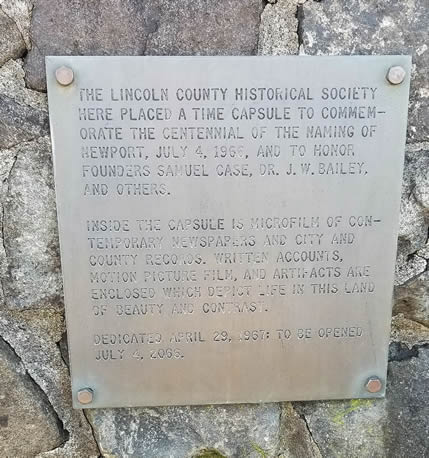 THE LINCOLN COUNTY HISTORICAL SOCIETY
HERE PLACED A TIME CAPSULE TO COMMEM-
ORATE THE CENTENNIAL OF THE NAMING OF
NEWPORT, JULY 4, 1966, AND TO HONOR
FOUNDERS SAMUEL CASE, DR. J. W. BAILEY,
AND OTHERS.
INSIDE THE CAPSULE IS MICROFILM OF CON-
TEMPORARY NEWSPAPERS AND CITY AND
COUNTY RECORDS. WRITTEN ACCOUNTS,
MOTION PICTURE FILM, AND ARTIFACTS ARE
ENCLOSED WHICH DEPICT LIFE IN THIS LAND
OF BEAUTY AND CONTRAST.
DEDICATED APRIL 29, 1967; TO BE OPENED
JULY 4, 2066.